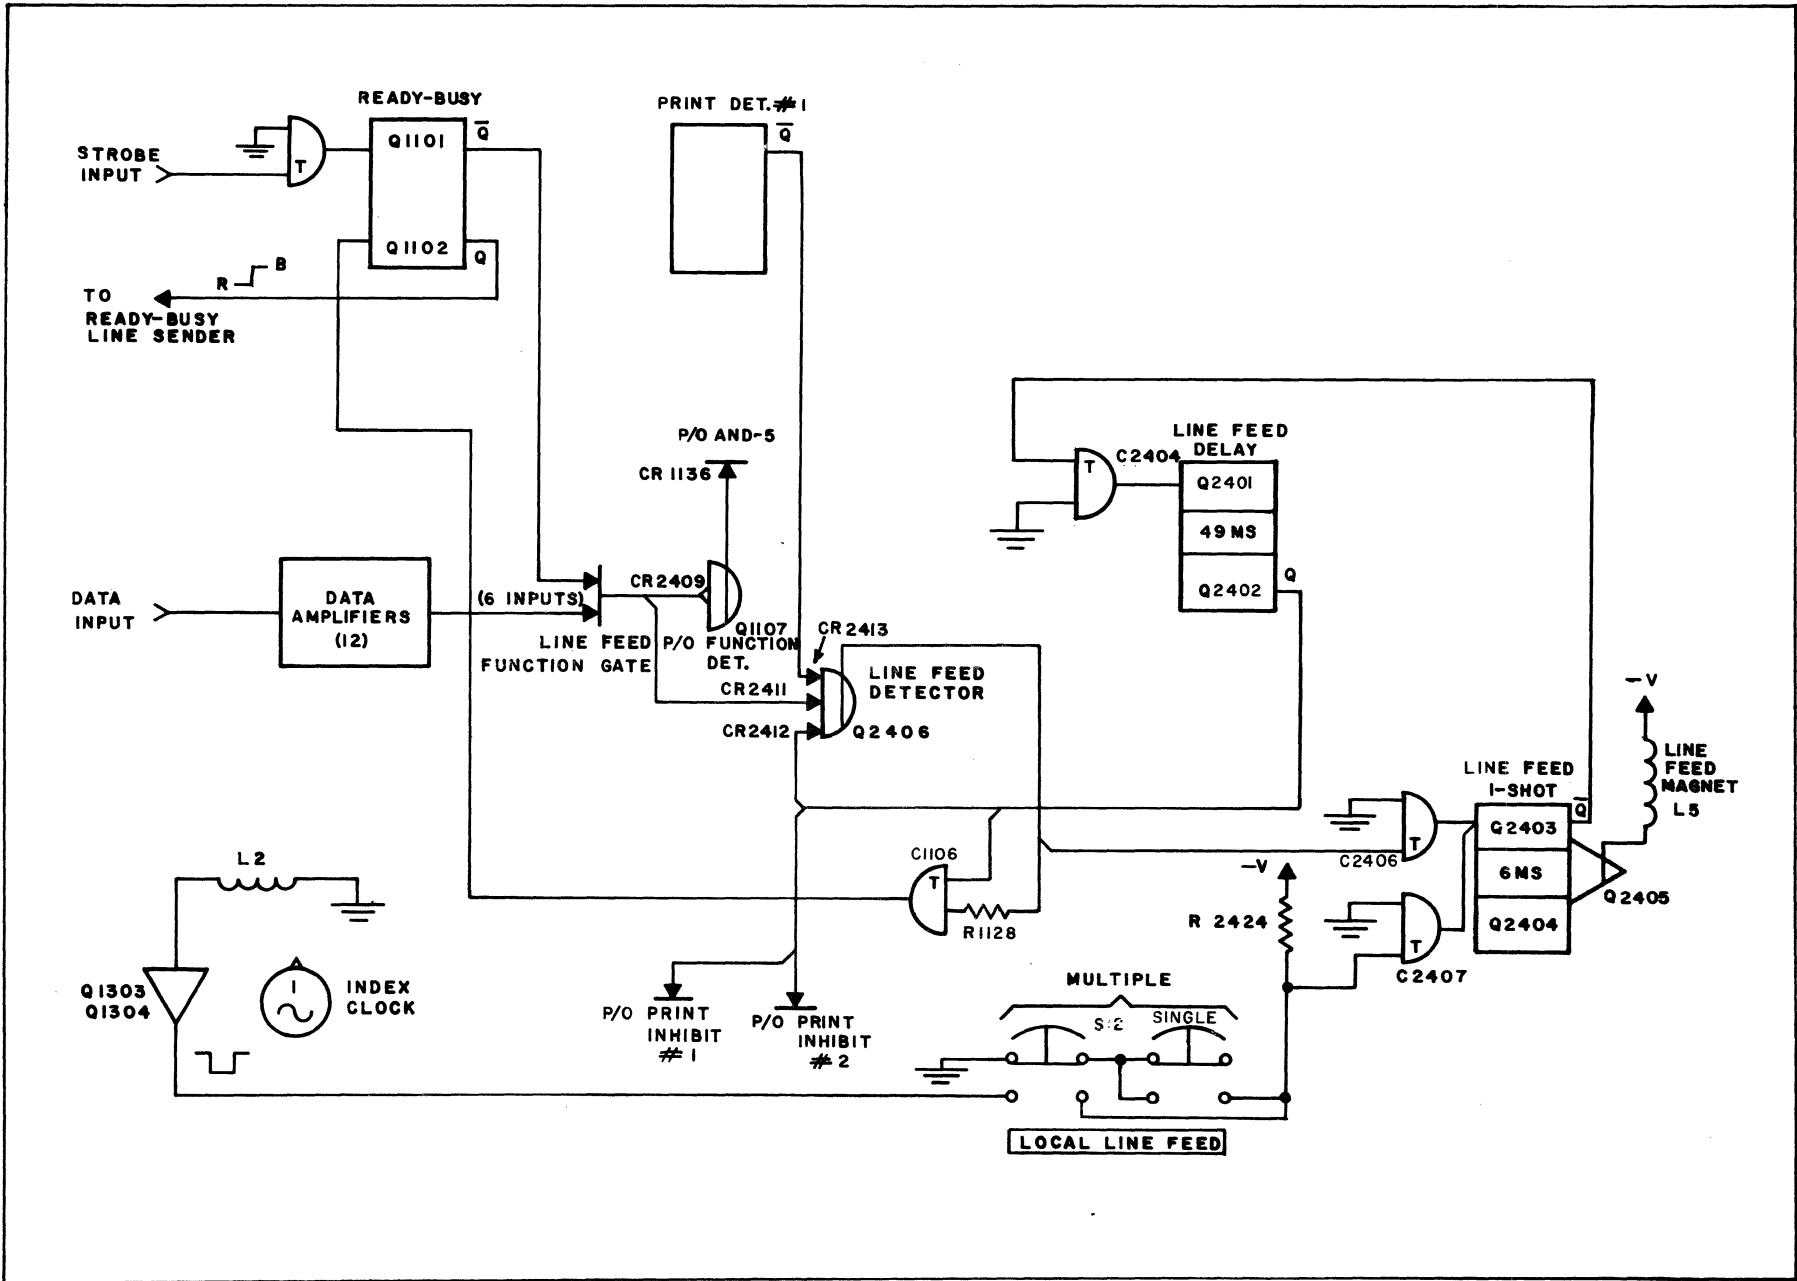 READY-BUSY
Q1101
Q̅
Q1102
Q
STROBE
INPUT
T
R
B
TO
READY-BUSY
LINE SENDER
PRINT DET.#1
Q̅
P/O AND-5
CR 1136
LINE FEED
DELAY
C2404
T
Q2401
49MS
Q2402
Q
DATA
INPUT
DATA
AMPLIFIERS
(12)
(6 INPUTS)
CR2409
LINE FEED
FUNCTION GATE
Q1107
P/O FUNCTION
DET.
CR2413
CR2411
CR2412
LINE FEED
DETECTOR
Q2406
-V
LINE
FEED
MAGNET
L5
LINE FEED
1-SHOT
Q̅
Q2403
6MS
Q2404
Q2405
T
C2406
T
C2407
-V
R 2424
C1106
T
R1128
L2
Q1303
Q1304
1
INDEX
CLOCK
P/O PRINT
INHIBIT
# 1
P/O PRINT
INHIBIT
# 2
MULTIPLE
SINGLE
LOCAL LINE FEED